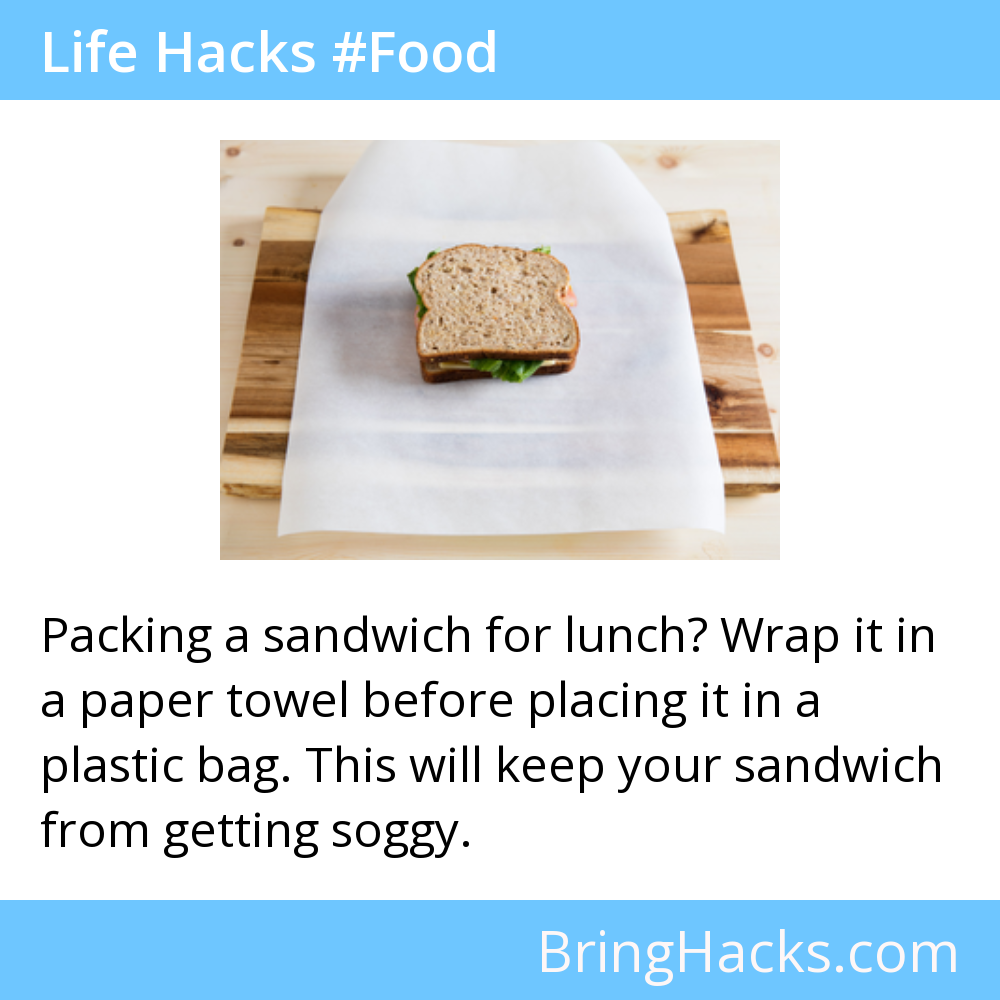 Life Hacks #Food
Packing a sandwich for lunch? Wrap it in
a paper towel before placing it in a
plastic bag. This will keep your sandwich
from getting soggy.
BringHacks.com